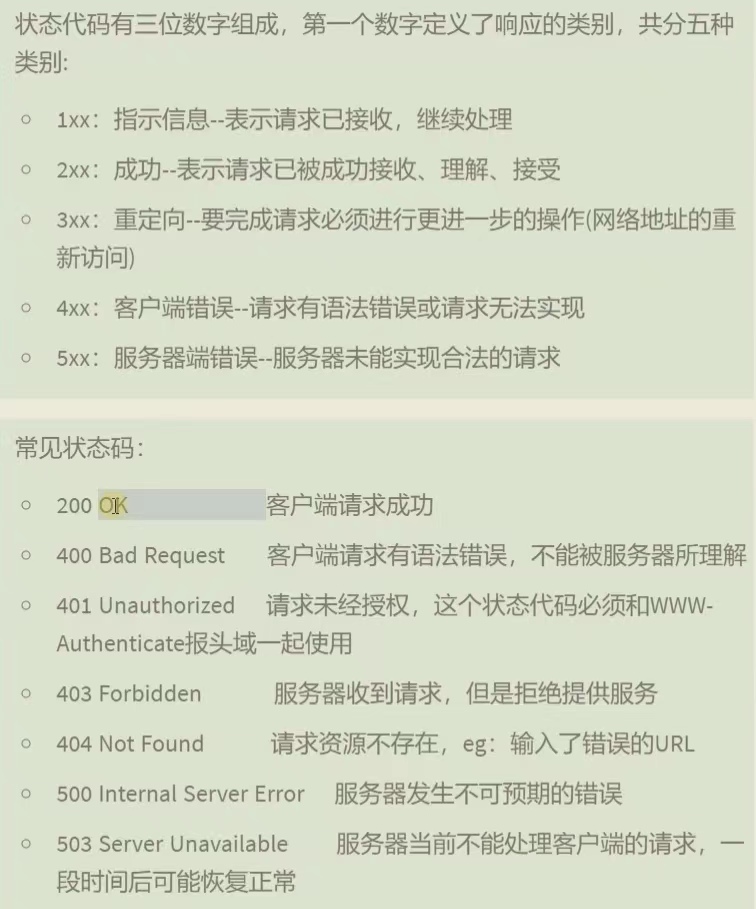 状态代码有三位数字组成，第一个数字定义了响应的类别，共分五种
类别:
1xx：指示信息--表示请求已接收，继续处理
2xx：成功--表示请求已被成功接收、理解、接受
3xx：重定向--要完成请求必须进行更进一步的操作(网络地址的重
新访问)
4xx：客户端错误--请求有语法错误或请求无法实现
5xx：服务器端错误--服务器未能实现合法的请求
常见状态码：
200 OK 客户端请求成功
400 Bad Request 客户端请求有语法错误，不能被服务器所理解
401 Unauthorized 请求未经授权，这个状态代码必须和WWW-
Authenticate报头域一起使用
403 Forbidden 服务器收到请求，但是拒绝提供服务
404 Not Found 请求资源不存在，eg：输入了错误的URL
500 Internal Server Error 服务器发生不可预期的错误
503 Server Unavailable 服务器当前不能处理客户端的请求，一
段时间后可能恢复正常